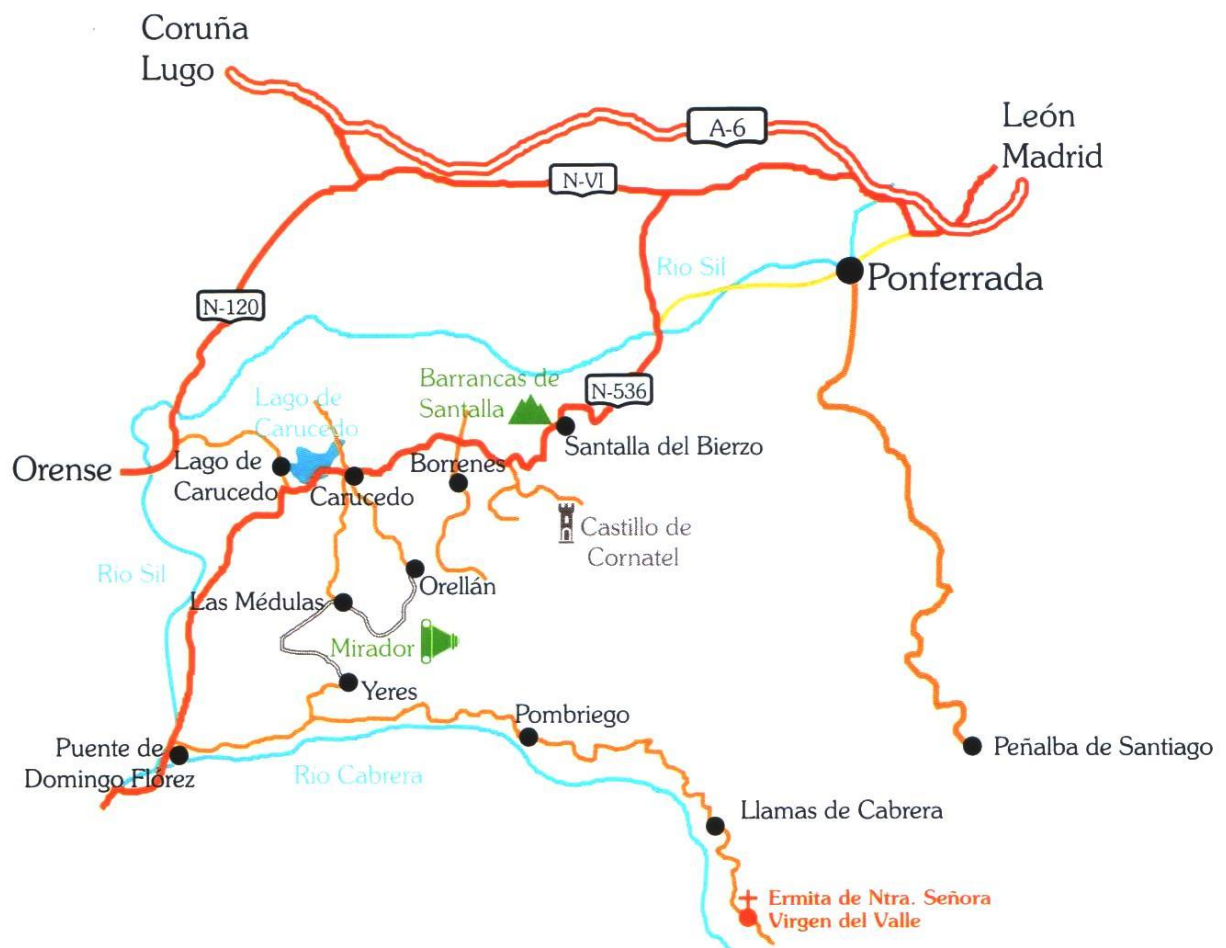 Coruña
Lugo
A-6
León
Madrid
N-VI
Río Sil
Ponferrada
N-120
Barrancas de
Santalla
N-536
Lago de
Carucedo
Santalla del Bierzo
Orense
Lago de
Carucedo
Carucedo
Borrenes
Castillo de
Cornatel
Río Sil
Orellán
Las Médulas
Mirador
Yeres
Pombriego
Puente de
Domingo Flórez
Río Cabrera
Peñalba de Santiago
Llamas de Cabrera
Ermita de Ntra. Señora
Virgen del Valle